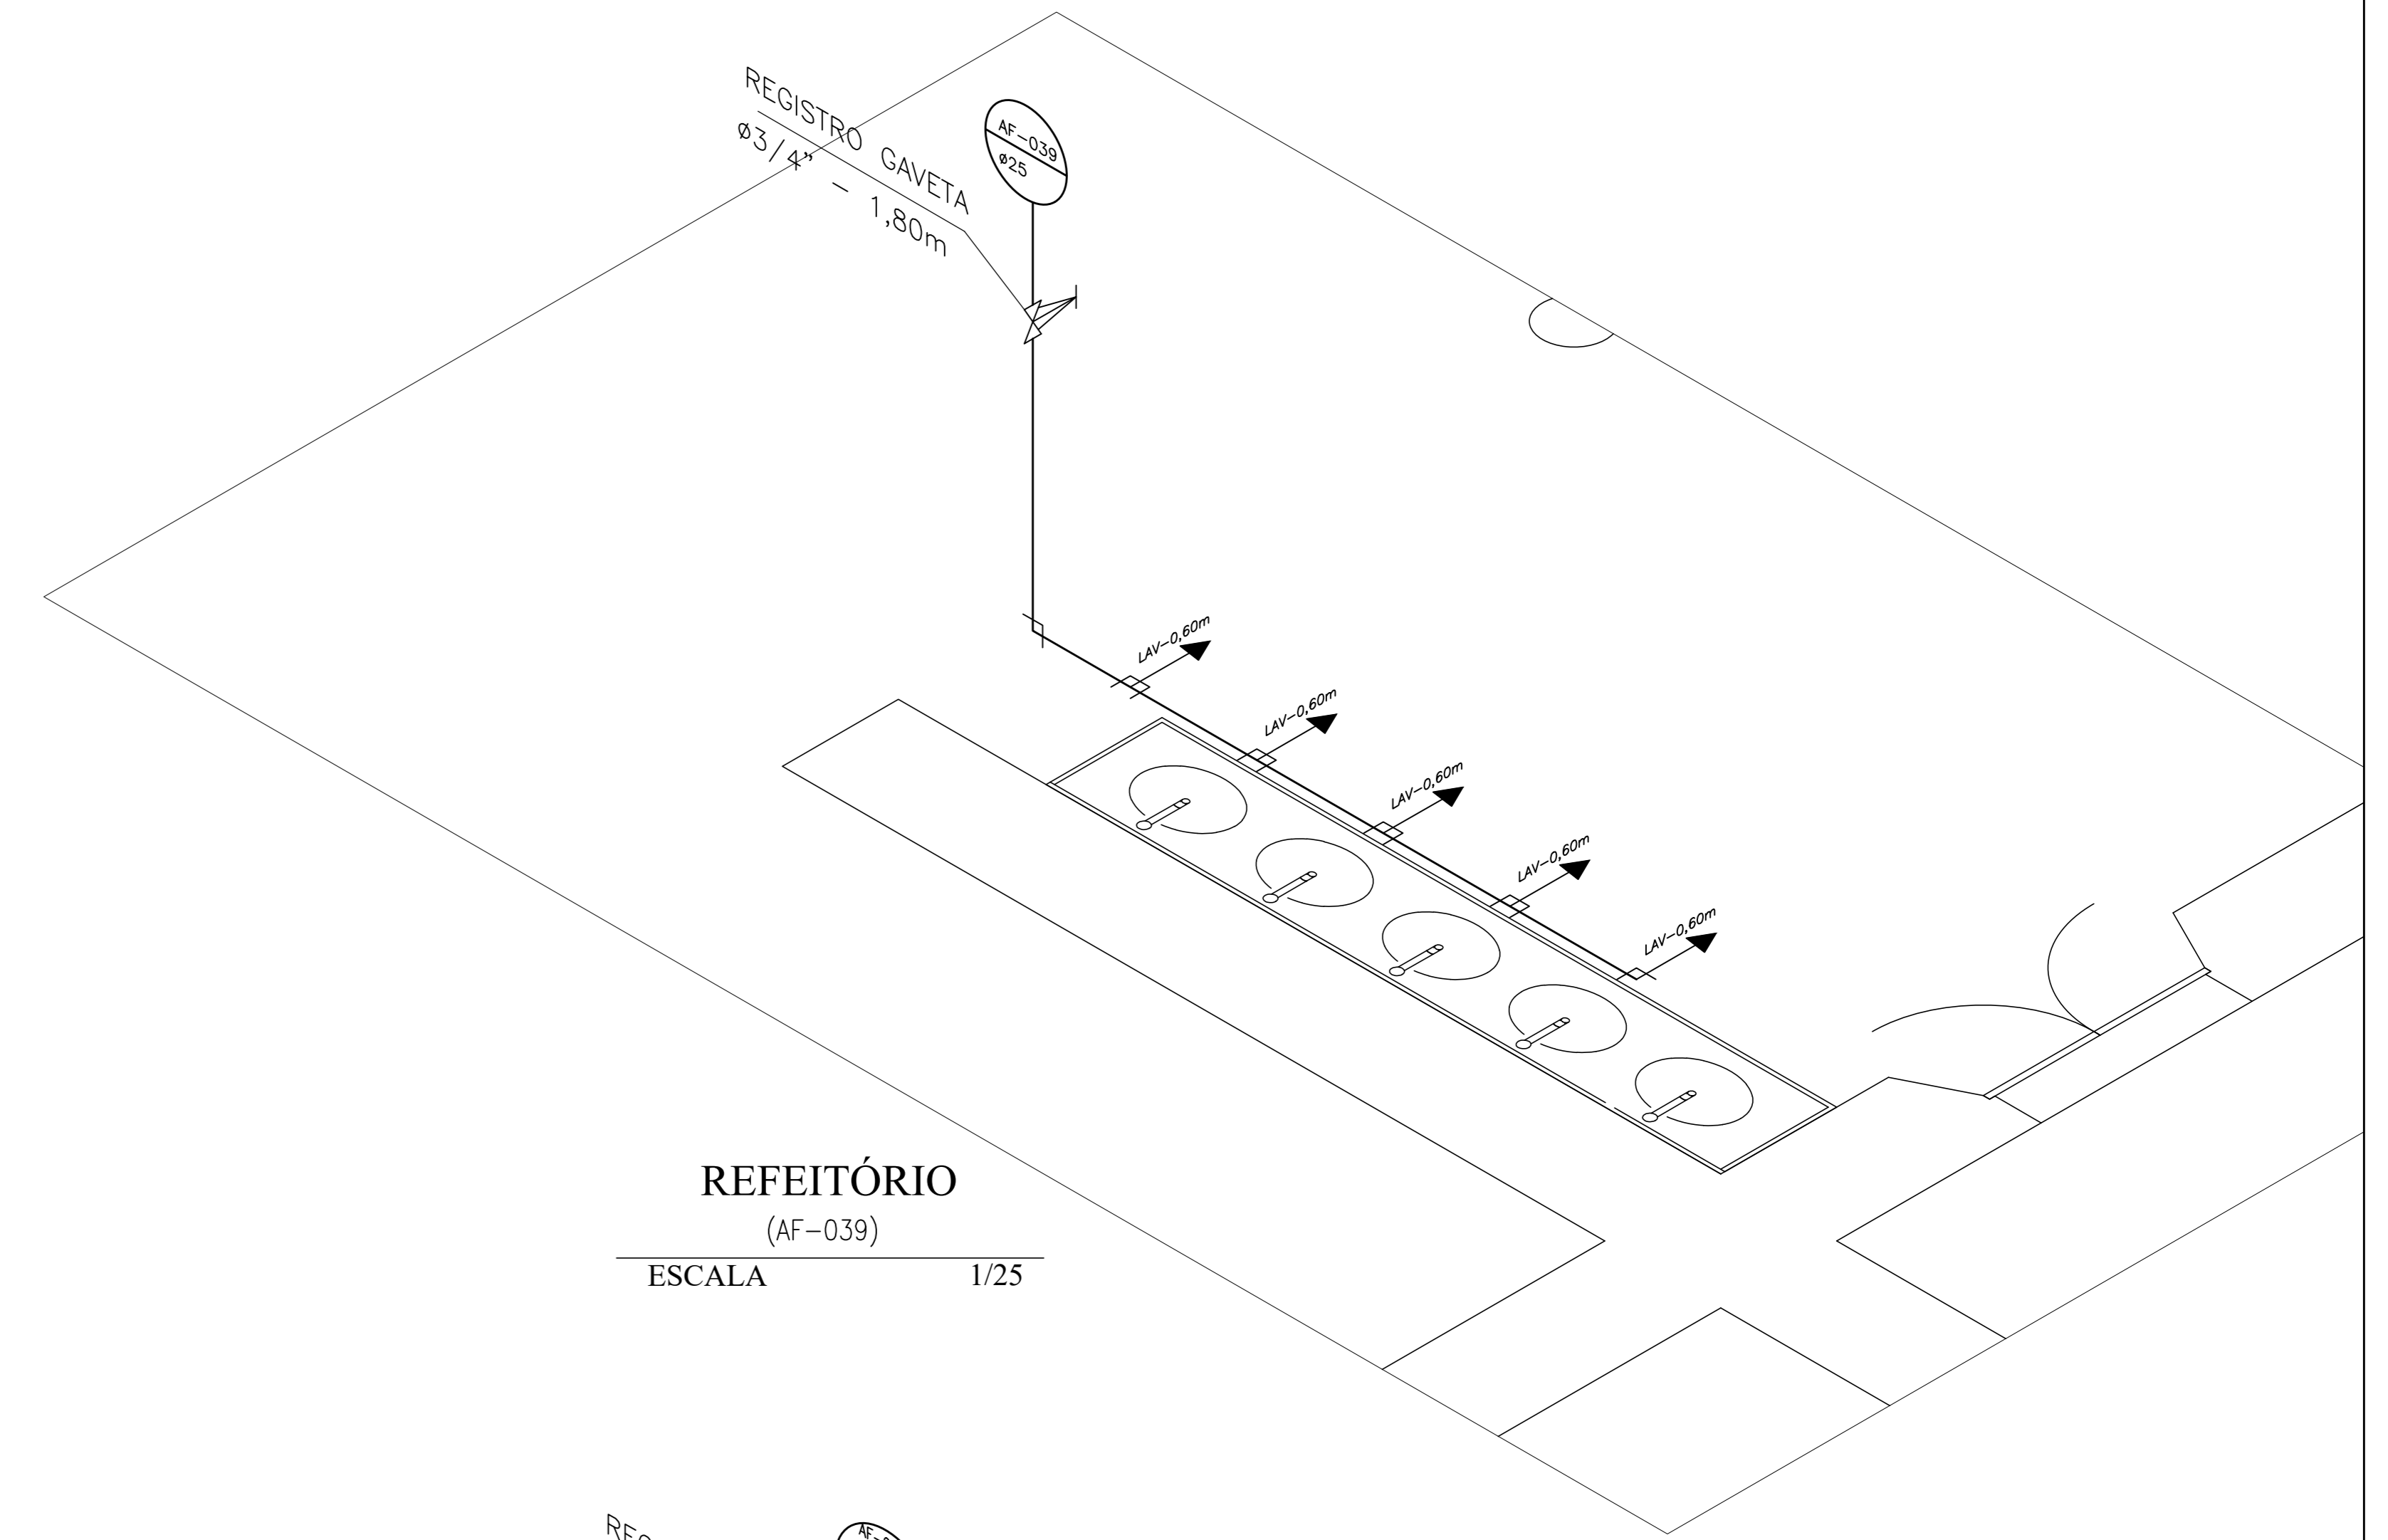 REGISTRO GAVETA
ø3/4" – 1,80m
AF–039
ø25
LAV–0,60m
LAV–0,60m
LAV–0,60m
LAV–0,60m
LAV–0,60m
REFEITÓRIO
(AF–039)
ESCALA 1/25